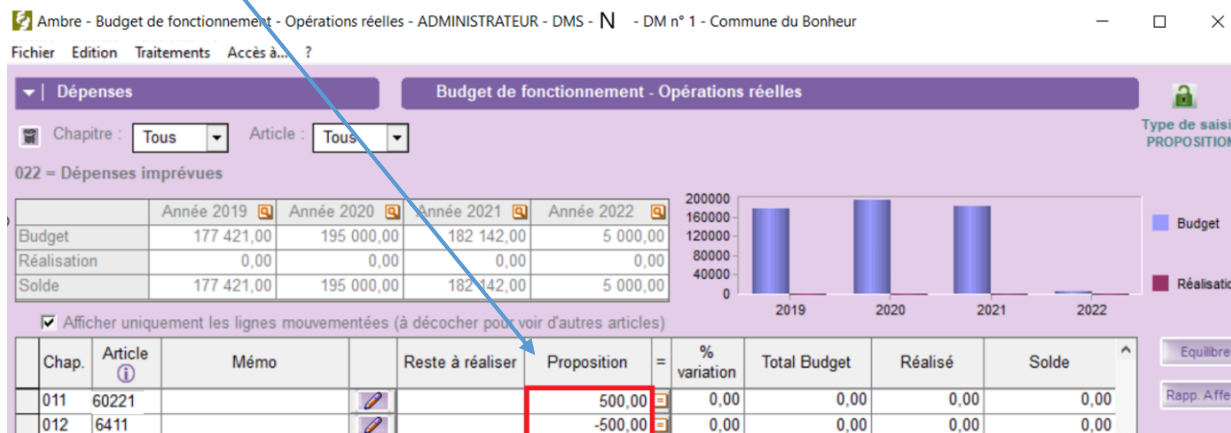 Ambre - Budget de fonctionnement - Opérations réelles - ADMINISTRATEUR - DMS - N - DM n° 1 - Commune du Bonheur
Fichier Edition Traitements Accès à... ?
Dépenses Budget de fonctionnement - Opérations réelles
Chapitre : Tous Article : Tous
Type de saisi
PROPOSITION
022 = Dépenses imprévues
Année 2019 Année 2020 Année 2021 Année 2022
Budget 177 421,00 195 000,00 182 142,00 5 000,00
Réalisation 0,00 0,00 0,00 0,00
Solde 177 421,00 195 000,00 182 142,00 5 000,00
200000
160000
120000
80000
40000
0
2019 2020 2021 2022
Budget
Réalisatio
Afficher uniquement les lignes mouvementées (à décocher pour voir d'autres articles)
Chap. Article Mémo Reste à réaliser Proposition = % variation Total Budget Réalisé Solde
Equilibre
011 60221 500,00 = 0,00 0,00 0,00 0,00
Rapp. Affe
012 6411 -500,00 = 0,00 0,00 0,00 0,00